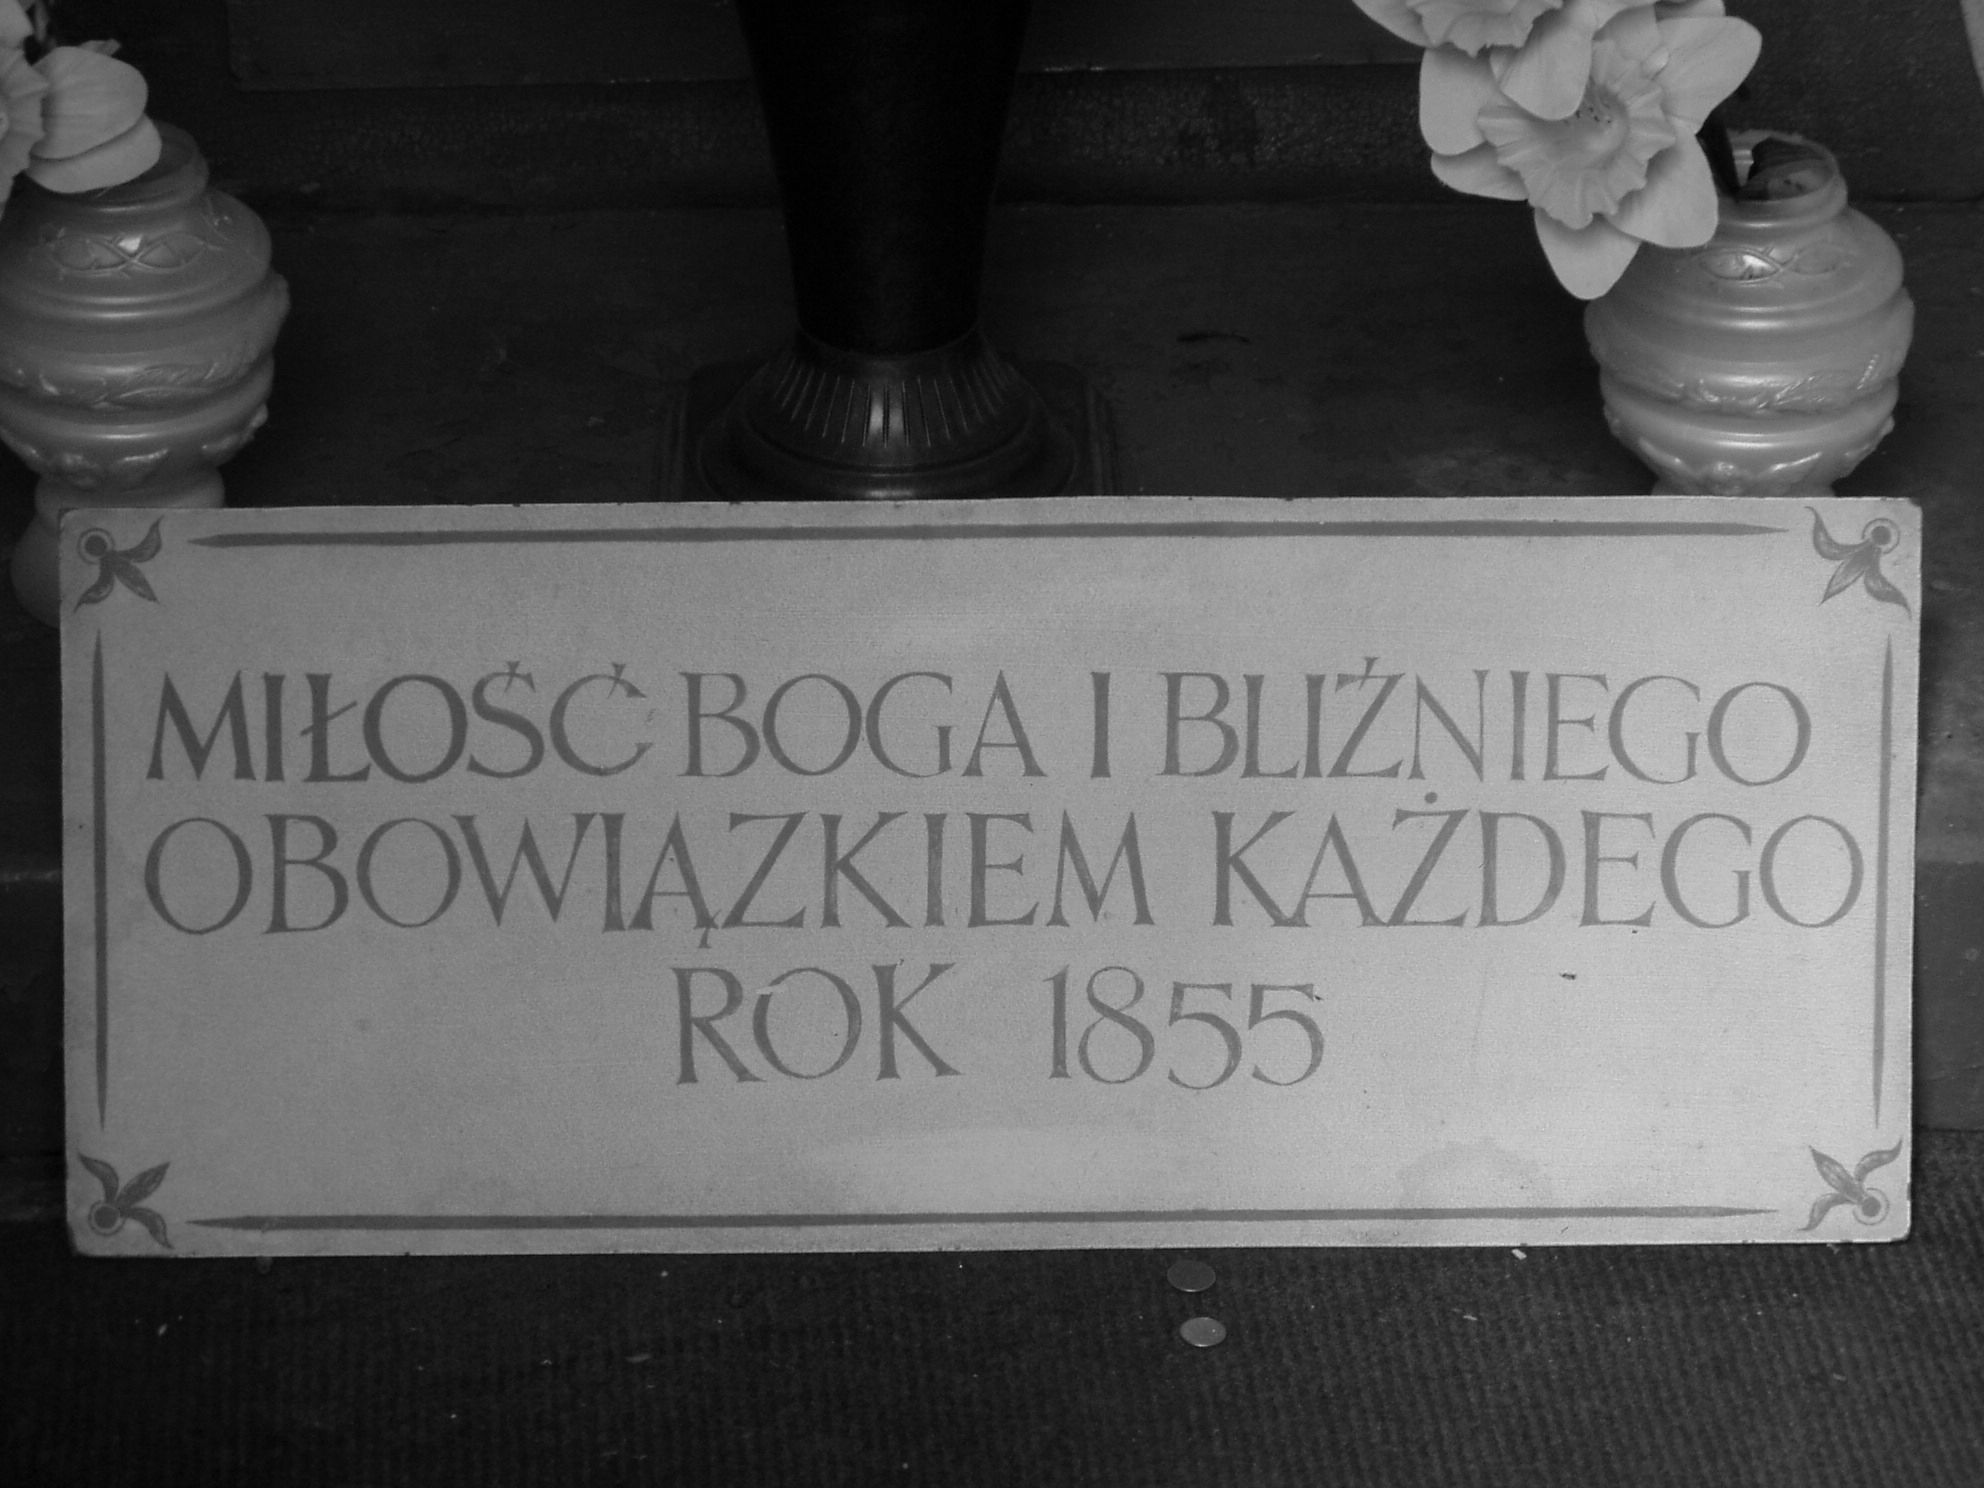 MIŁOŚĆ BOGA I BLIŹNIEGO
OBOWIĄZKIEM KAŻDEGO
ROK 1855